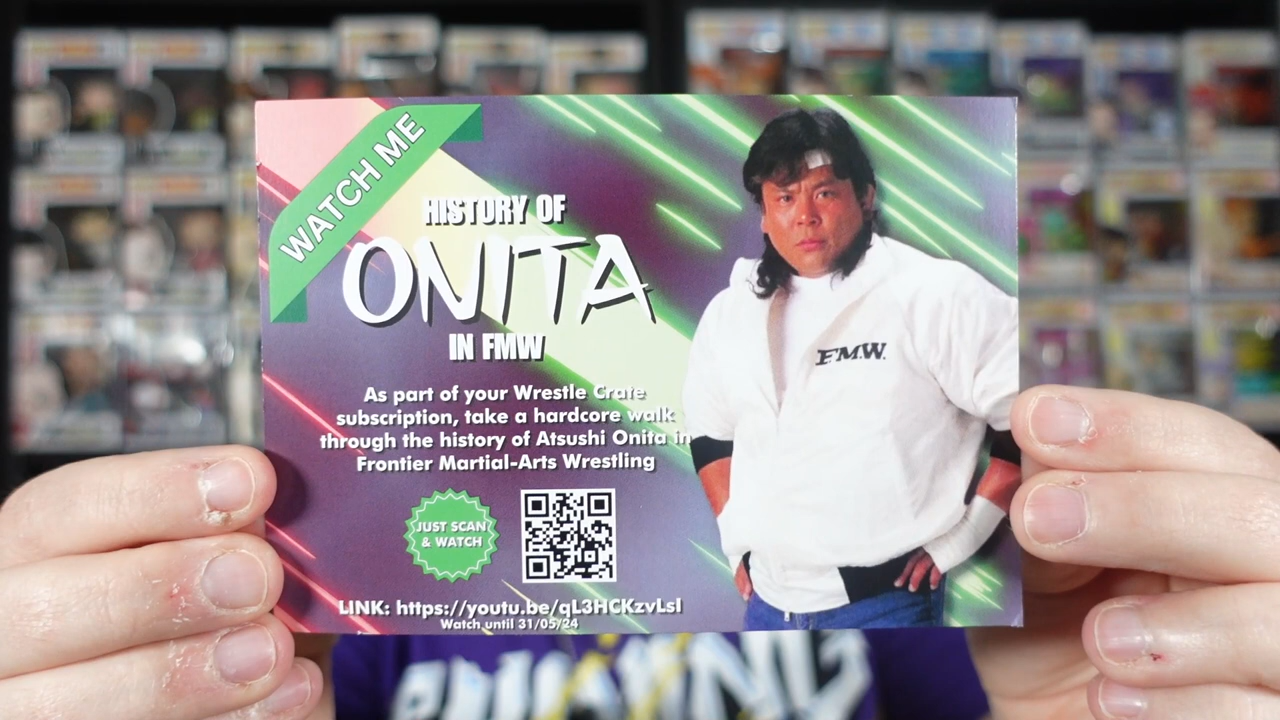 WATCH ME
HISTORY OF
ONITA
IN FMW
F.M.W.
As part of your Wrestle Crate
subscription, take a hardcore walk
through the history of Atsushi Onita in
Frontier Martial-Arts Wrestling
JUST SCAN
& WATCH
LINK: https://youtu.be/qL3HCKzvLsI
Watch until 31/05/24